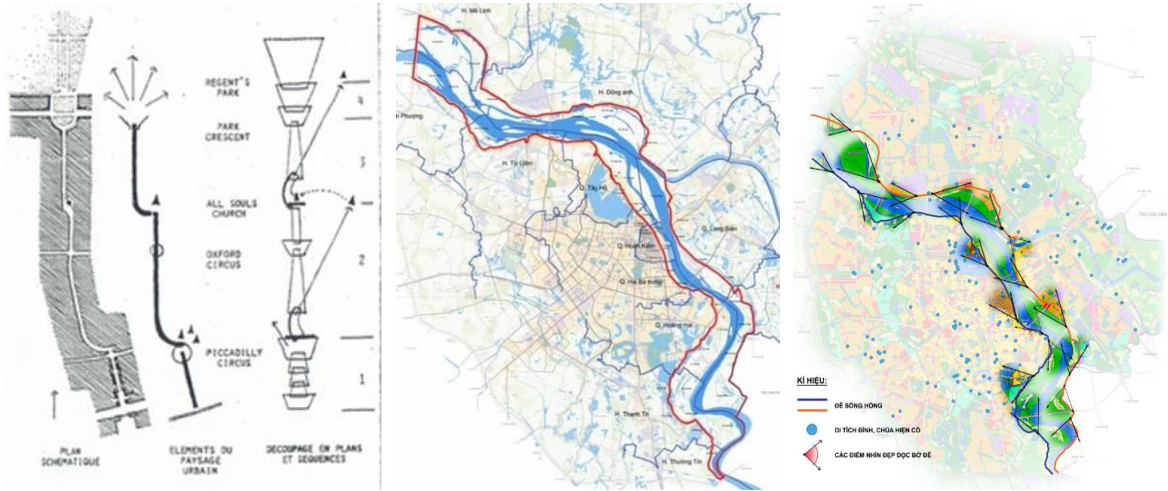 REGENT'S
PARK
PARK
CRESCENT
ALL SOULS
CHURCH
OXFORD
CIRCUS
PICCADILLY
CIRCUS
4
3
2
1
PLAN
SCHEMATIQUE
ELEMENTS DU
PAYSAGE
URBAIN
DECOUPAGE EN PLANS
ET SEQUENCES
H. Mê Linh
H. Đông anh
n Phượng
H. Từ Liêm
Q. Tây Hồ
Q. Long Biên
Q. Hoàn Kiếm
Q. Hai Bà trưng
Q. Hoàng mai
H. Thanh Trì
H. Thường Tín
KÍ HIỆU:
ĐÊ SÔNG HỒNG
DI TÍCH ĐÌNH, CHÙA HIỆN CÓ
CÁC ĐIỂM NHÌN ĐẸP DỌC BỜ ĐÊ